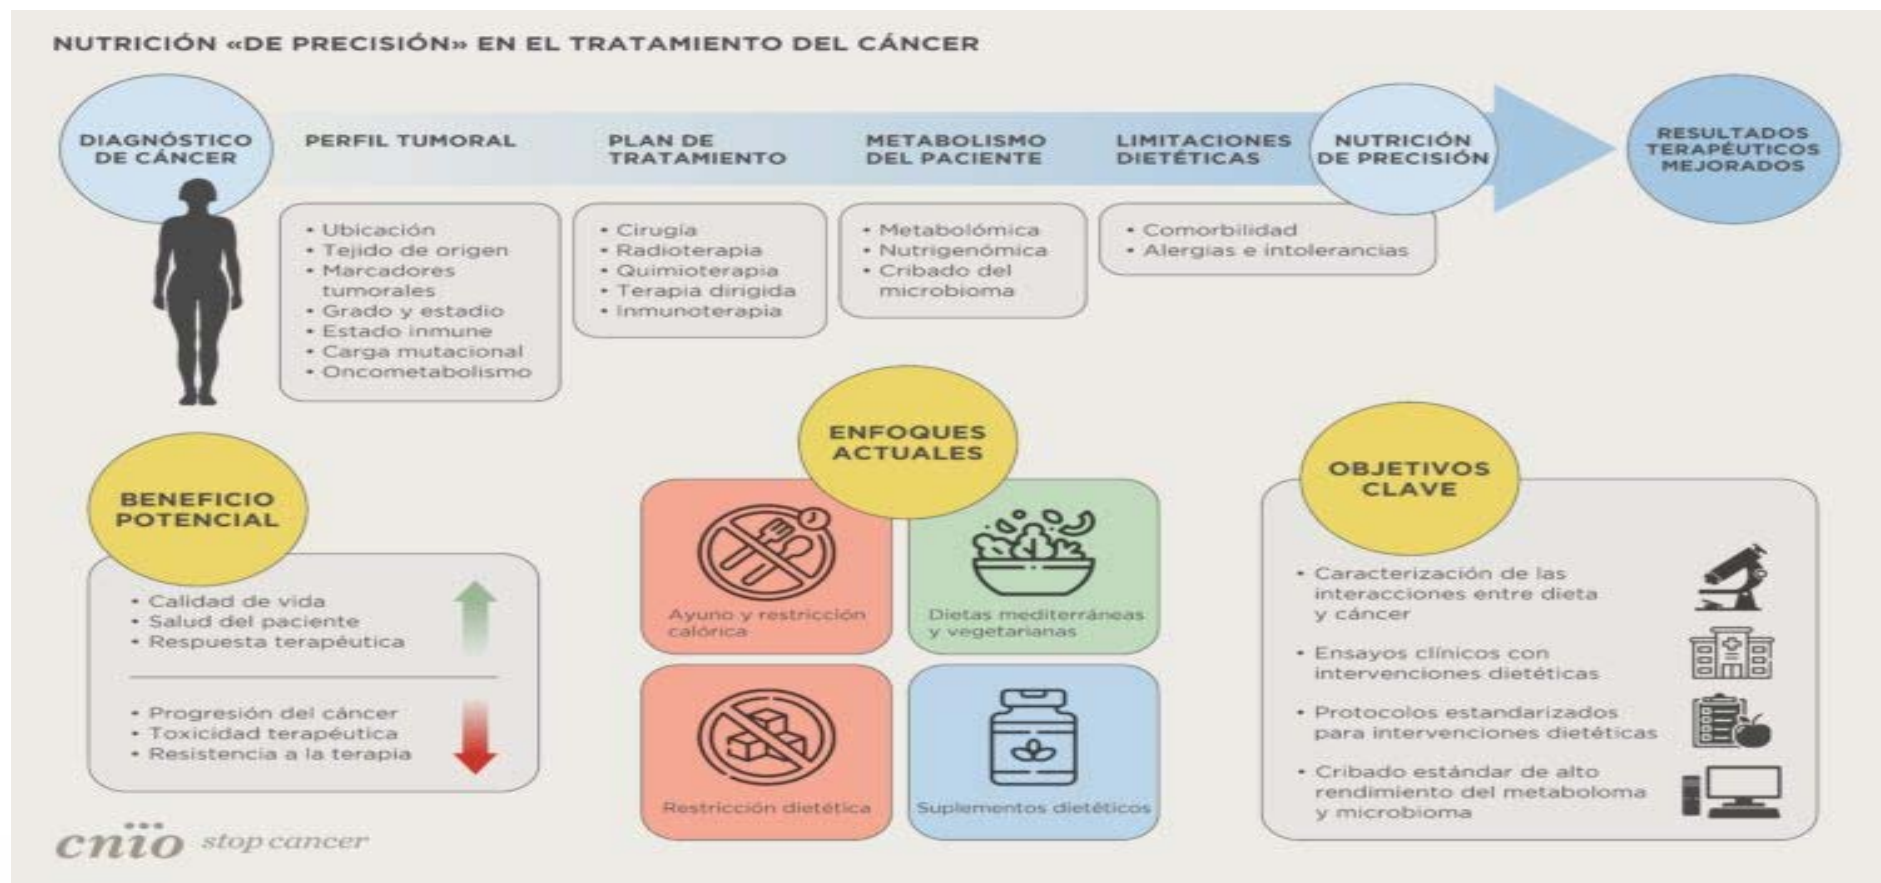 NUTRICIÓN «DE PRECISIÓN» EN EL TRATAMIENTO DEL CÁNCER
DIAGNÓSTICO
DE CÁNCER
PERFIL TUMORAL
• Ubicación
• Tejido de origen
• Marcadores
tumorales
• Grado y estadio
• Estado inmune
• Carga mutacional
• Oncometabolismo
PLAN DE
TRATAMIENTO
• Cirugía
• Radioterapia
• Quimioterapia
• Terapia dirigida
• Inmunoterapia
METABOLISMO
DEL PACIENTE
• Metabolómica
• Nutrigenómica
• Cribado del
microbioma
LIMITACIONES
DIETÉTICAS
• Comorbilidad
• Alergias e intolerancias
NUTRICIÓN
DE PRECISIÓN
RESULTADOS
TERAPÉUTICOS
MEJORADOS
BENEFICIO
POTENCIAL
• Calidad de vida
• Salud del paciente
• Respuesta terapéutica
• Progresión del cáncer
• Toxicidad terapéutica
• Resistencia a la terapia
ENFOQUES
ACTUALES
Ayuno y restricción
calórica
Dietas mediterráneas
y vegetarianas
Restricción dietética
Suplementos dietéticos
OBJETIVOS
CLAVE
• Caracterización de las
interacciones entre dieta
y cáncer
• Ensayos clínicos con
intervenciones dietéticas
• Protocolos estandarizados
para intervenciones dietéticas
• Cribado estándar de alto
rendimiento del metaboloma
y microbioma
cnio stop cancer